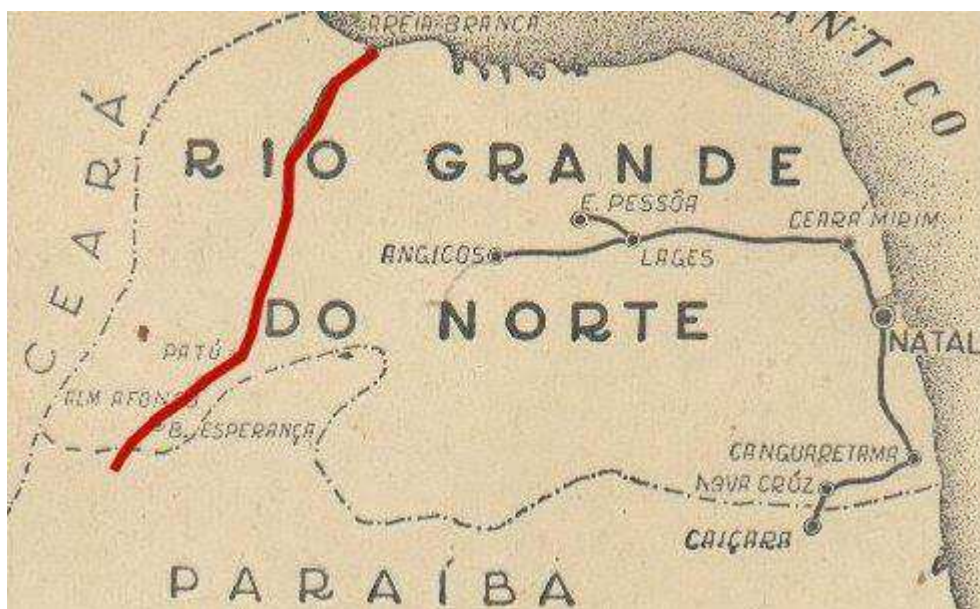 AREIA BRANCA
ANTICO
CEARÁ
RIO GRANDE
E. PESSÔA
CEARÁ MIRIM
ANGICOS
LAGES
DO NORTE
NATAL
PATÚ
ALM AFONSO
B. ESPERANÇA
CANGUARETAMA
NOVA CRÚZ
CAIÇARA
PARAÍBA